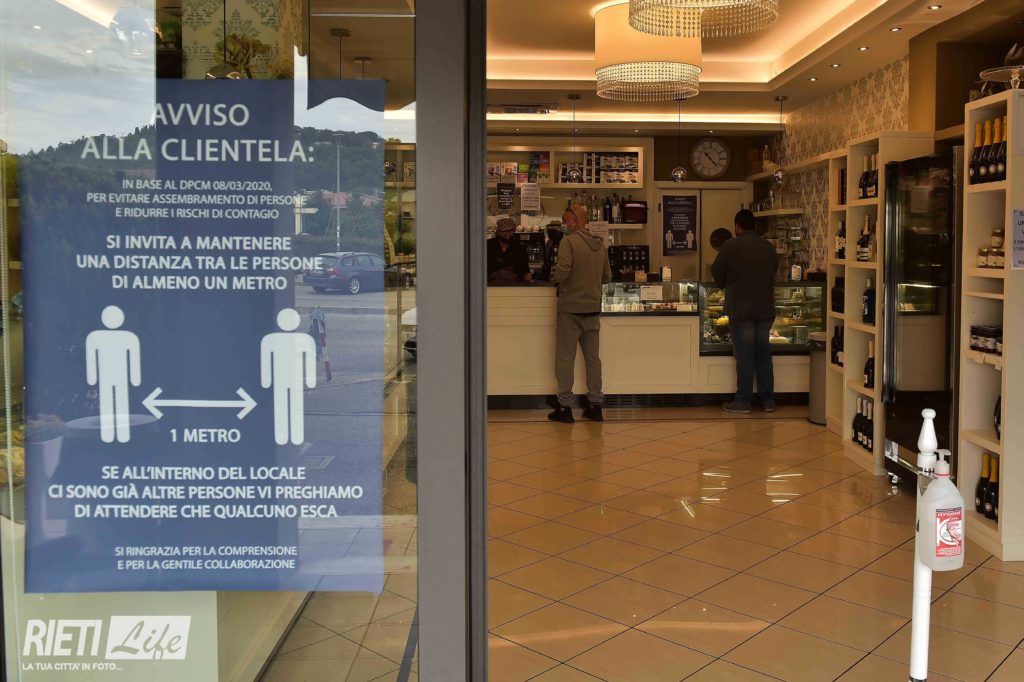 AVVISO
ALLA CLIENTELA:
IN BASE AL DPCM 08/03/2020,
PER EVITARE ASSEMBRAMENTO DI PERSONE
E RIDURRE I RISCHI DI CONTAGIO
SI INVITA A MANTENERE
UNA DISTANZA TRA LE PERSONE
DI ALMENO UN METRO
1 METRO
SE ALL'INTERNO DEL LOCALE
CI SONO GIÀ ALTRE PERSONE VI PREGHIAMO
DI ATTENDERE CHE QUALCUNO ESCA
SI RINGRAZIA PER LA COMPRENSIONE
E PER LA GENTILE COLLABORAZIONE
RIETI Life
LA TUA CITTA' IN FOTO...